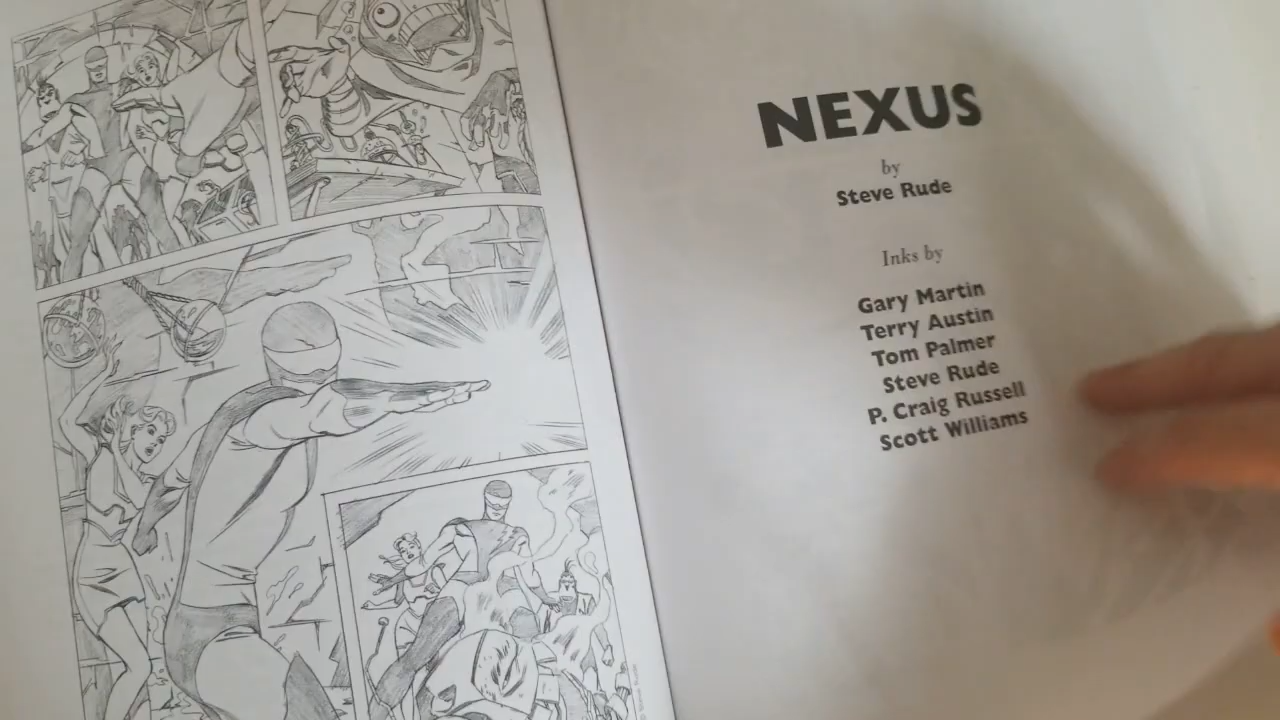 NEXUS
by
Steve Rude
Inks by
Gary Martin
Terry Austin
Tom Palmer
Steve Rude
P. Craig Russell
Scott Williams